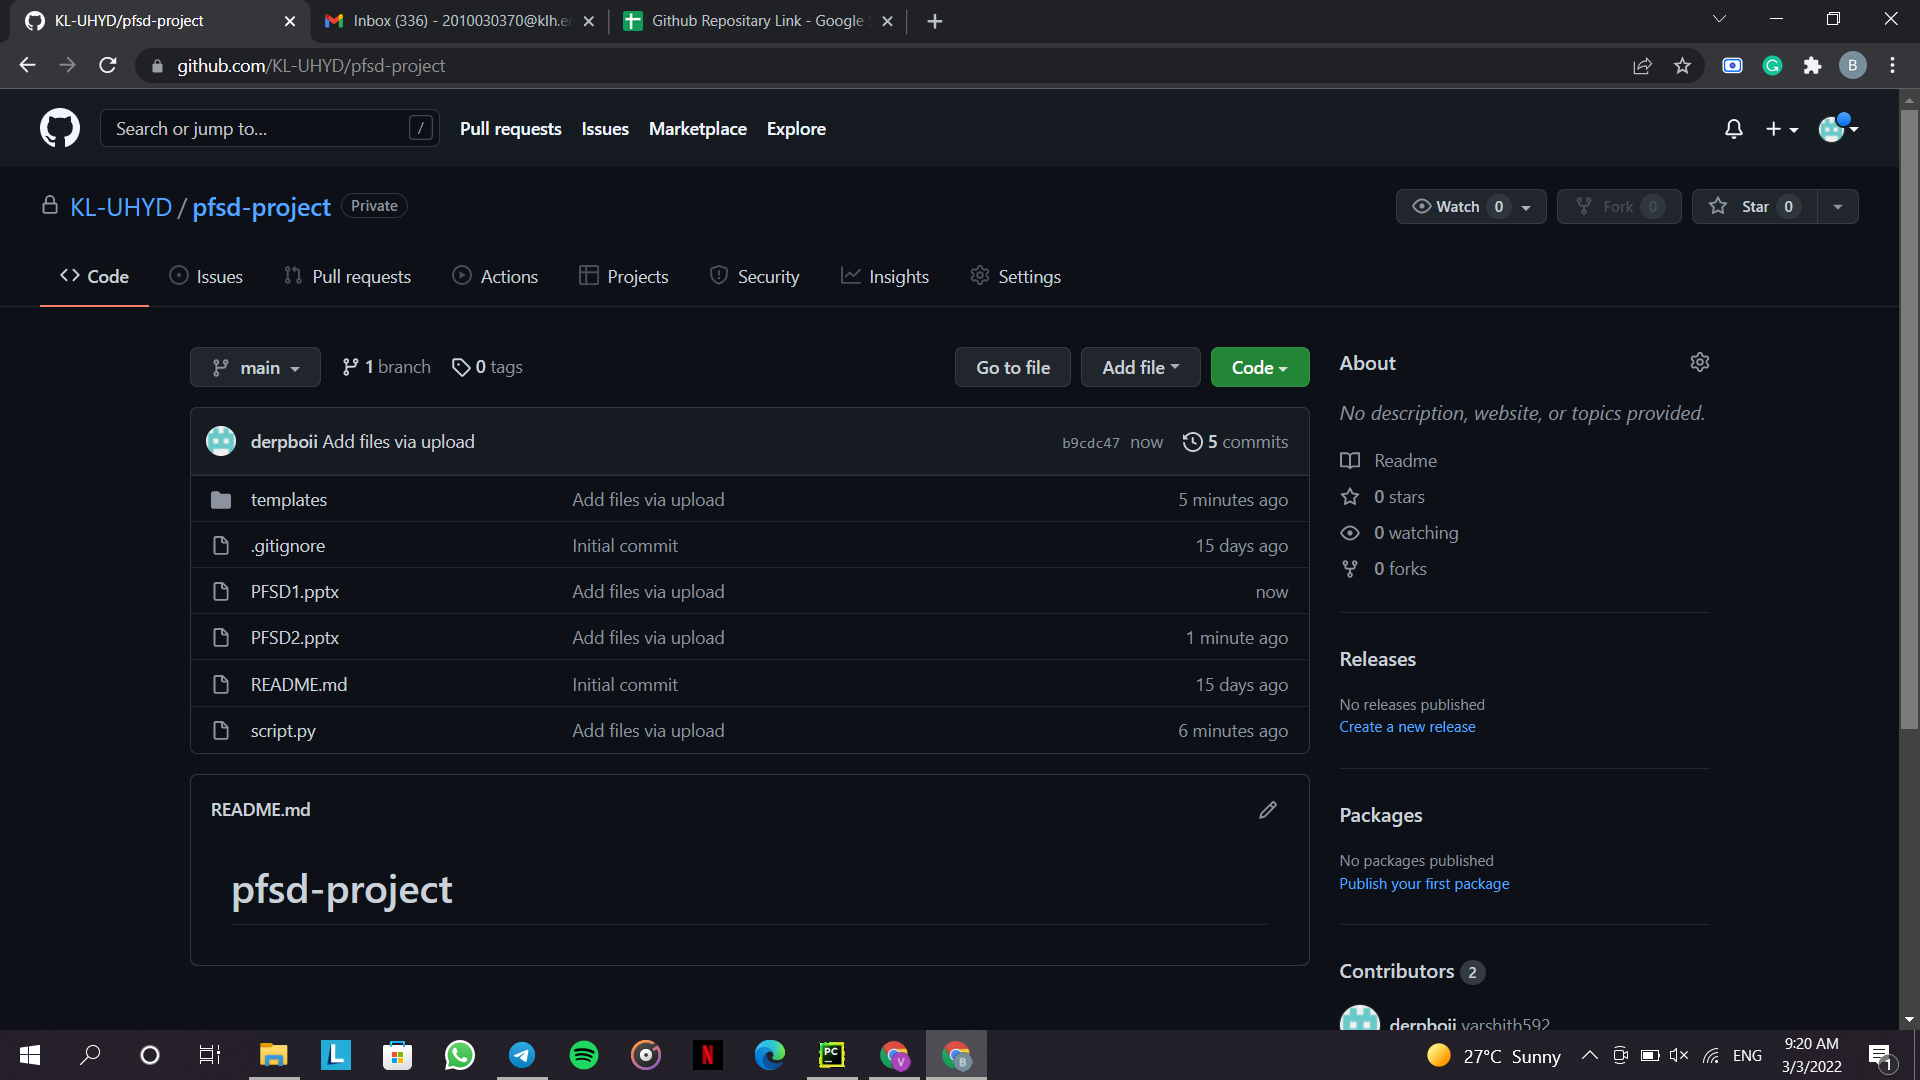 KL-UHYD/pfsd-project
Inbox (336) - 2010030370@klh.e
Github Repositary Link - Google
github.com/KL-UHYD/pfsd-project
B
Search or jump to...
/
Pull requests
Issues
Marketplace
Explore
KL-UHYD / pfsd-project
Private
Watch 0
Fork 0
Star 0
Code
Issues
Pull requests
Actions
Projects
Security
Insights
Settings
main
1 branch
0 tags
Go to file
Add file
Code
derpboii Add files via upload
b9cdc47 now
5 commits
templates Add files via upload 5 minutes ago
.gitignore Initial commit 15 days ago
PFSD1.pptx Add files via upload now
PFSD2.pptx Add files via upload 1 minute ago
README.md Initial commit 15 days ago
script.py Add files via upload 6 minutes ago
README.md
pfsd-project
About
No description, website, or topics provided.
Readme
0 stars
0 watching
0 forks
Releases
No releases published
Create a new release
Packages
No packages published
Publish your first package
Contributors 2
derpboii varshith592
L
N
PC
V
B
27°C Sunny
ENG
9:20 AM
3/3/2022
1